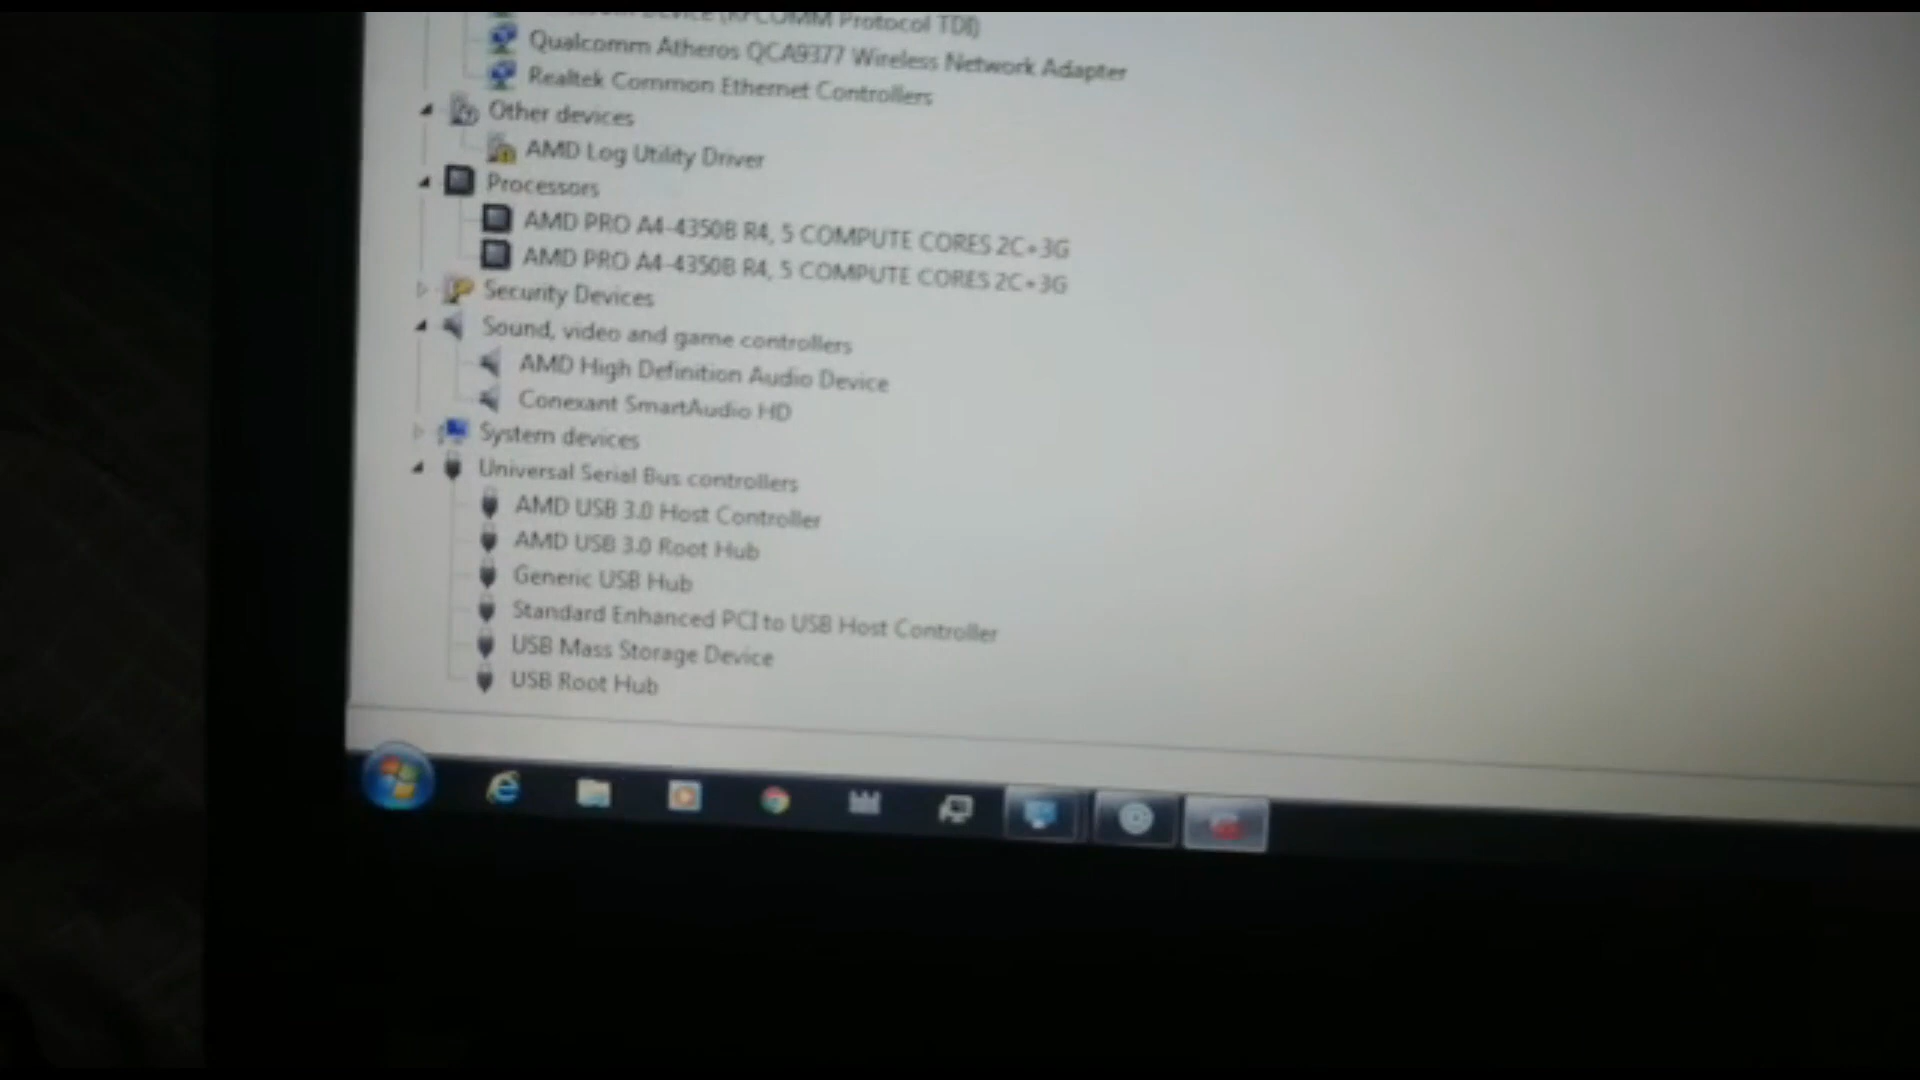 Device (RFCOMM Protocol TDI)
Qualcomm Atheros QCA9377 Wireless Network Adapter
Realtek Common Ethernet Controllers
Other devices
AMD Log Utility Driver
Processors
AMD PRO A4-4350B R4, 5 COMPUTE CORES 2C+3G
AMD PRO A4-4350B R4, 5 COMPUTE CORES 2C+3G
Security Devices
Sound, video and game controllers
AMD High Definition Audio Device
Conexant SmartAudio HD
System devices
Universal Serial Bus controllers
AMD USB 3.0 Host Controller
AMD USB 3.0 Root Hub
Generic USB Hub
Standard Enhanced PCI to USB Host Controller
USB Mass Storage Device
USB Root Hub